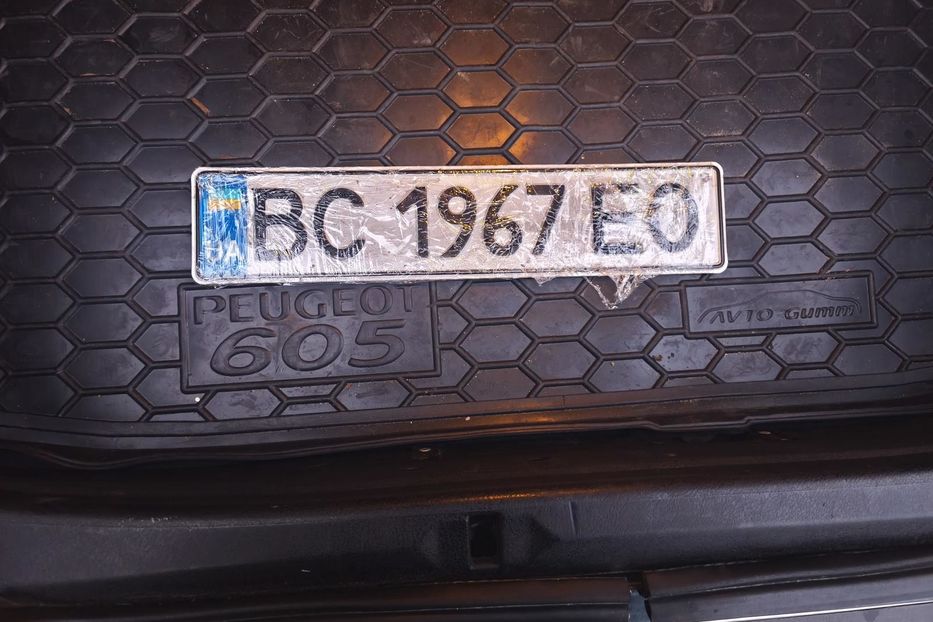 UA
BC 1967 EO
PEUGEOT
605
AVTO GUMM